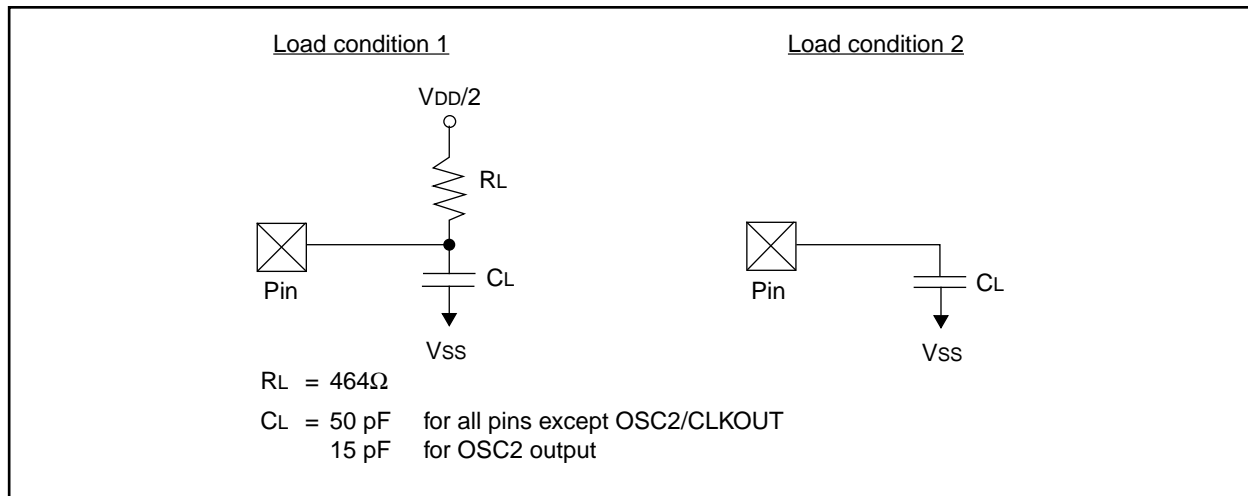 Load condition 1
VDD/2
RL
Pin
CL
VSS
Load condition 2
Pin
CL
VSS
RL = 464Ω
CL = 50 pF for all pins except OSC2/CLKOUT
15 pF for OSC2 output